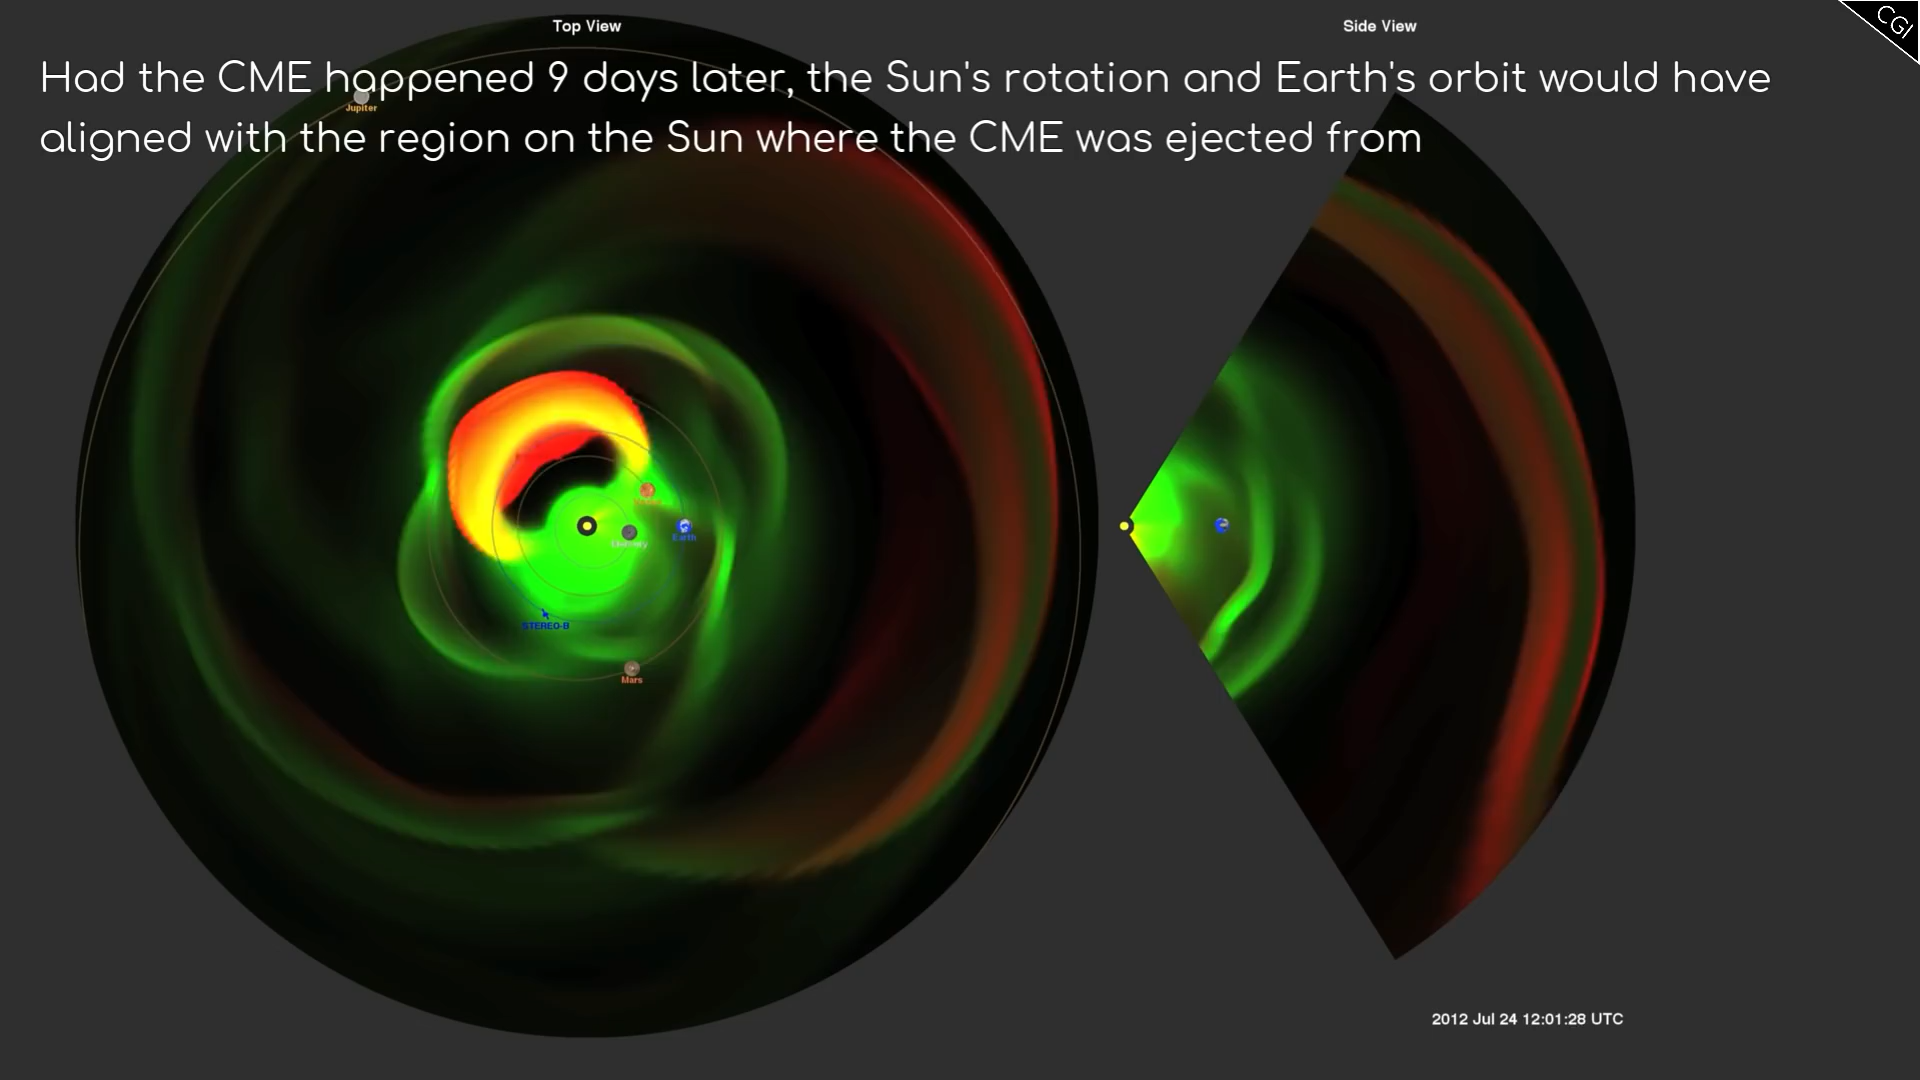 Top View
Side View
CGI
Had the CME happened 9 days later, the Sun's rotation and Earth's orbit would have
aligned with the region on the Sun where the CME was ejected from
Jupiter
Earth
STEREO-B
Mars
2012 Jul 24 12:01:28 UTC